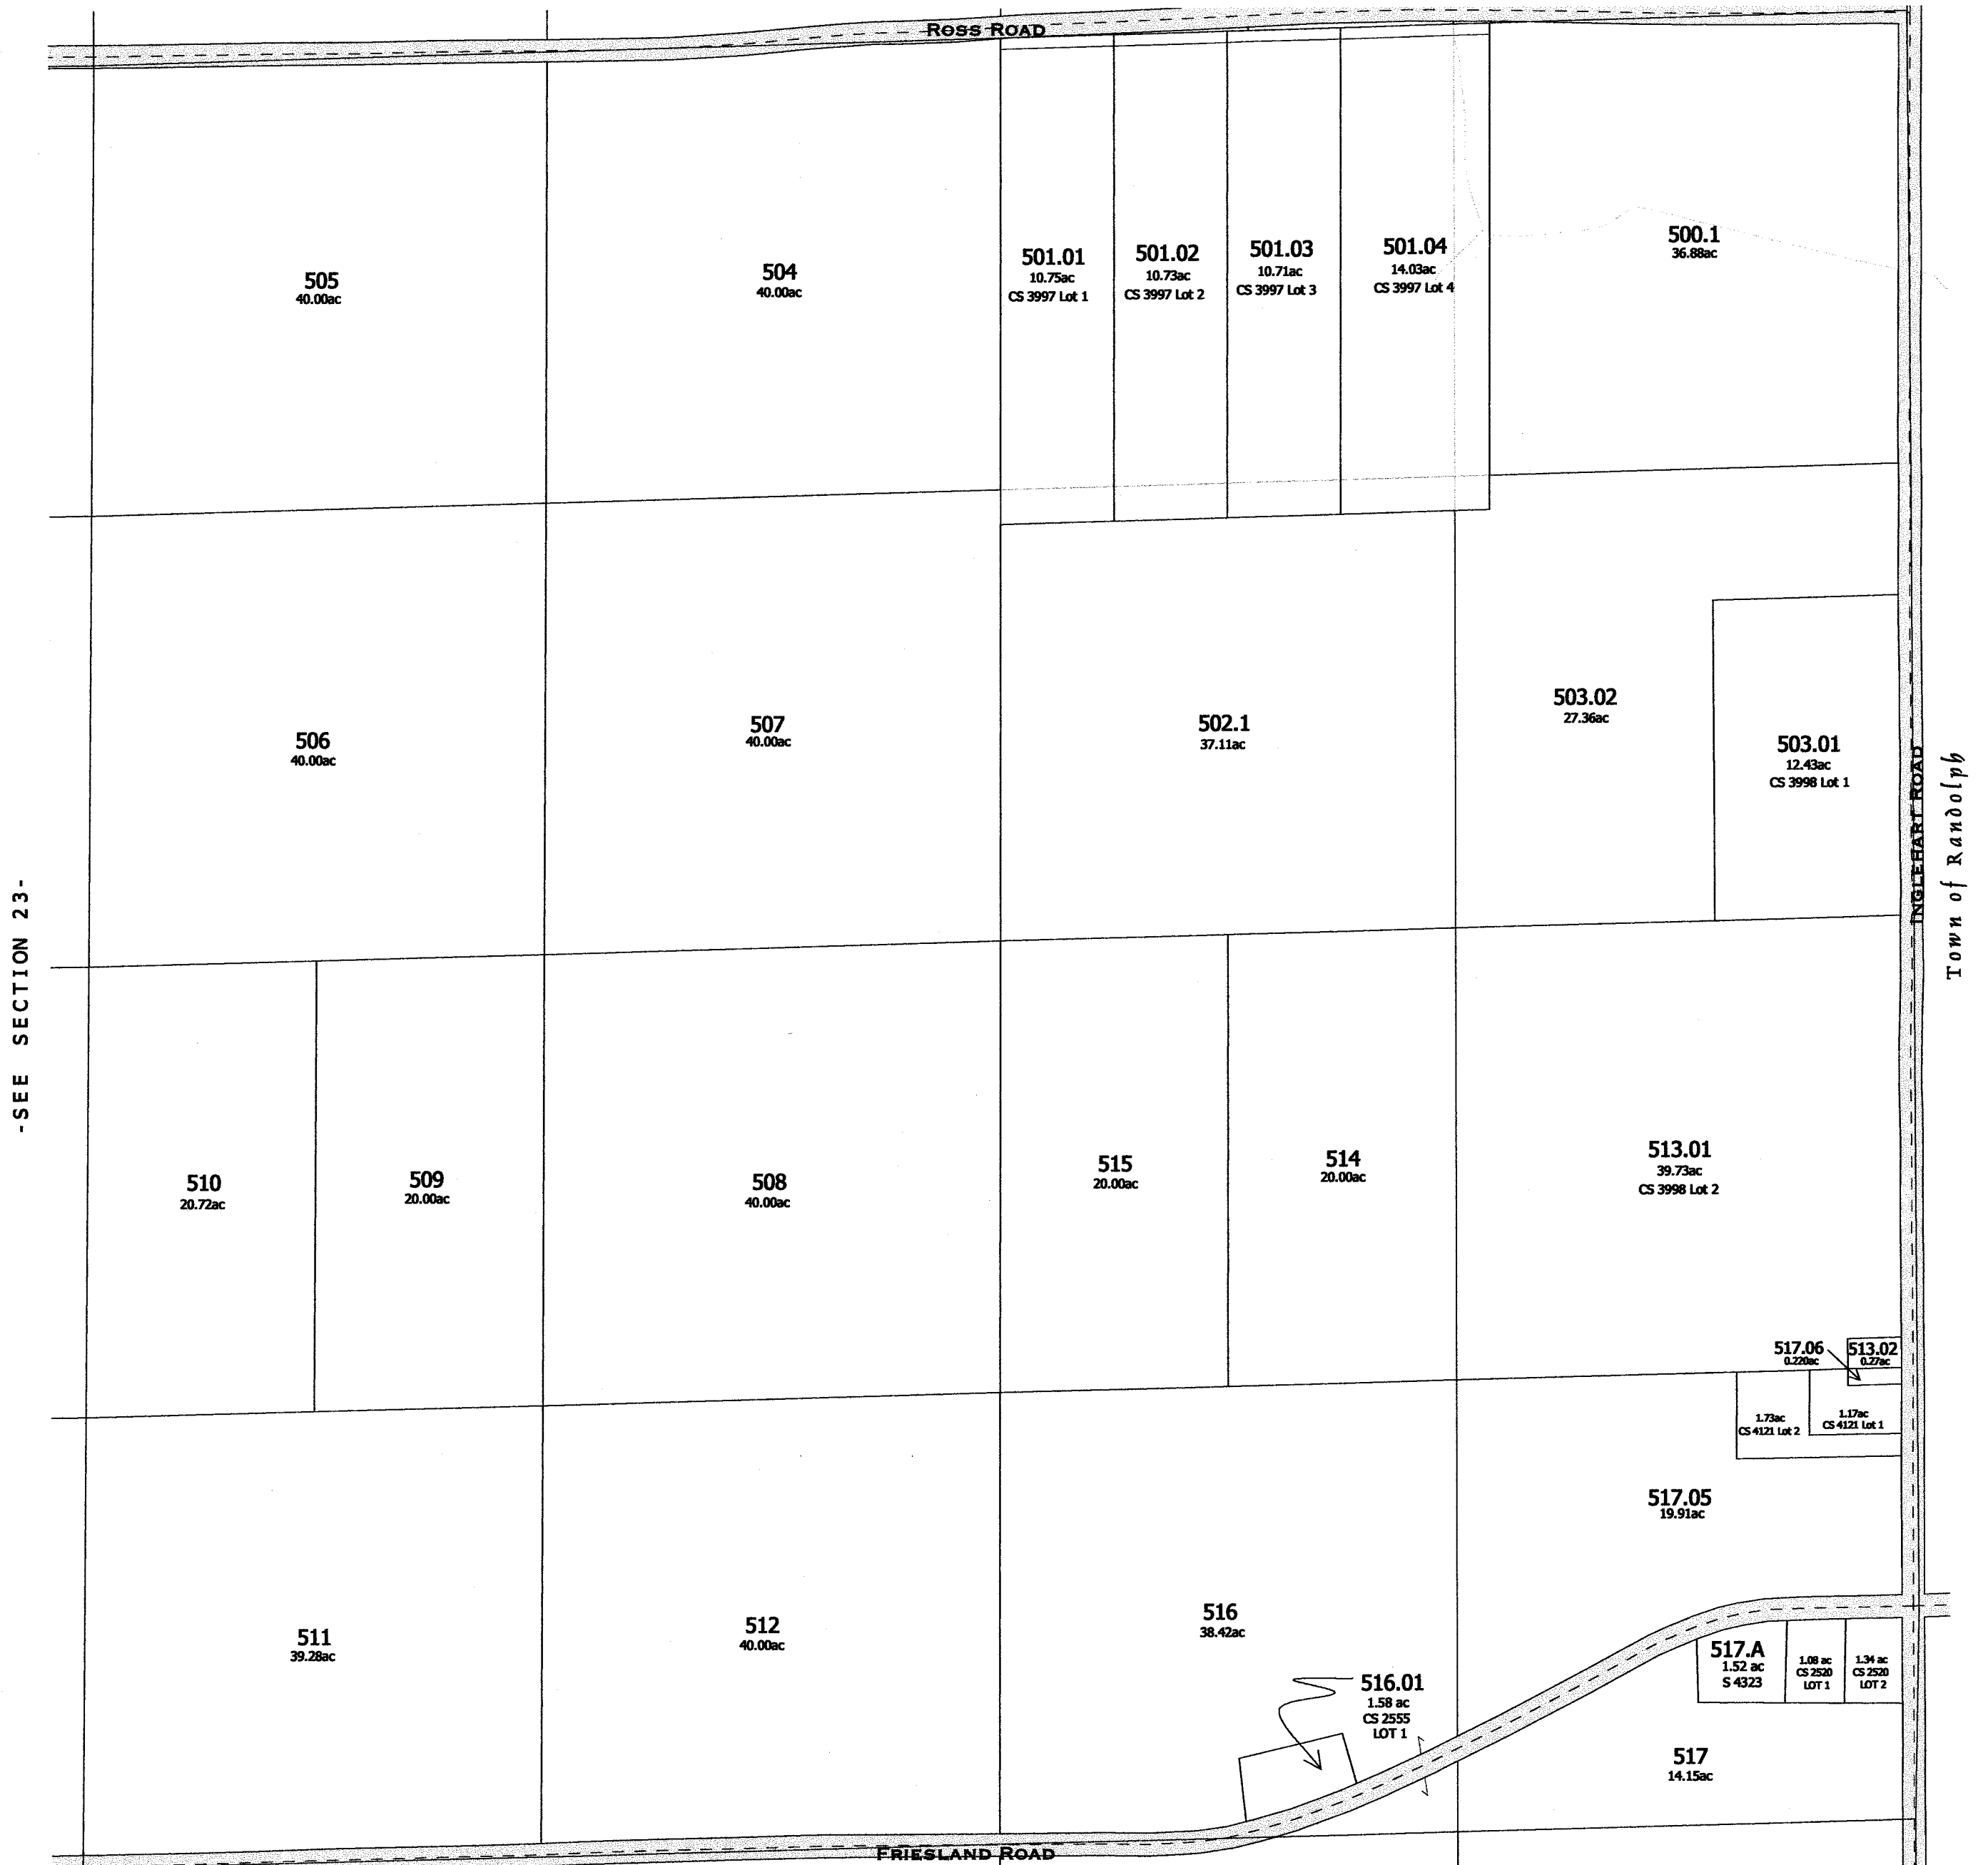 ROSS ROAD
505
40.00ac
504
40.00ac
501.01
10.75ac
CS 3997 Lot 1
501.02
10.73ac
CS 3997 Lot 2
501.03
10.71ac
CS 3997 Lot 3
501.04
14.03ac
CS 3997 Lot 4
500.1
36.88ac
506
40.00ac
507
40.00ac
502.1
37.11ac
503.02
27.36ac
503.01
12.43ac
CS 3998 Lot 1
INGLEHART ROAD
Town of Randolph
-SEE SECTION 23-
510
20.72ac
509
20.00ac
508
40.00ac
515
20.00ac
514
20.00ac
513.01
39.73ac
CS 3998 Lot 2
517.06
0.220ac
513.02
0.27ac
1.73ac
CS 4121 Lot 2
1.17ac
CS 4121 Lot 1
517.05
19.91ac
511
39.28ac
512
40.00ac
516
38.42ac
516.01
1.58 ac
CS 2555
LOT 1
517.A
1.52 ac
S 4323
1.08 ac
CS 2520
LOT 1
1.34 ac
CS 2520
LOT 2
517
14.15ac
FRIESLAND ROAD